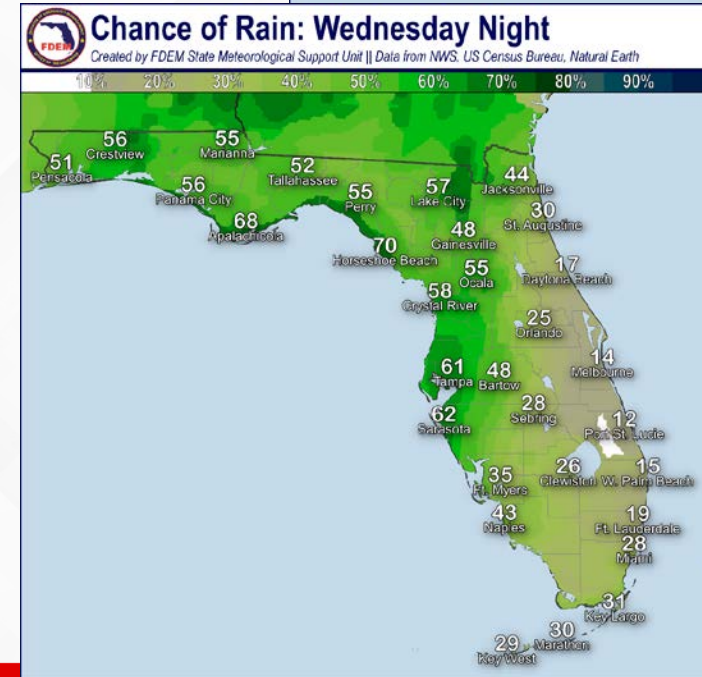 FDEM
Chance of Rain: Wednesday Night
Created by FDEM State Meteorological Support Unit || Data from NWS, US Census Bureau, Natural Earth
10% 20% 30% 40% 50% 60% 70% 80% 90%
56
Crestview
55
Marianna
51
Pensacola
52
Tallahassee
44
Jacksonville
56
Panama City
55
Perry
57
Lake City
30
St. Augustine
68
Apalachicola
48
Gainesville
70
Horseshoe Beach
55
Ocala
17
Daytona Beach
58
Crystal River
25
Orlando
61
Tampa
48
Bartow
14
Melbourne
28
Sebring
62
Sarasota
12
Port St. Lucie
35
Ft. Myers
26
Clewiston
15
W. Palm Beach
43
Naples
19
Ft. Lauderdale
28
Miami
31
Key Largo
30
Marathon
29
Key West